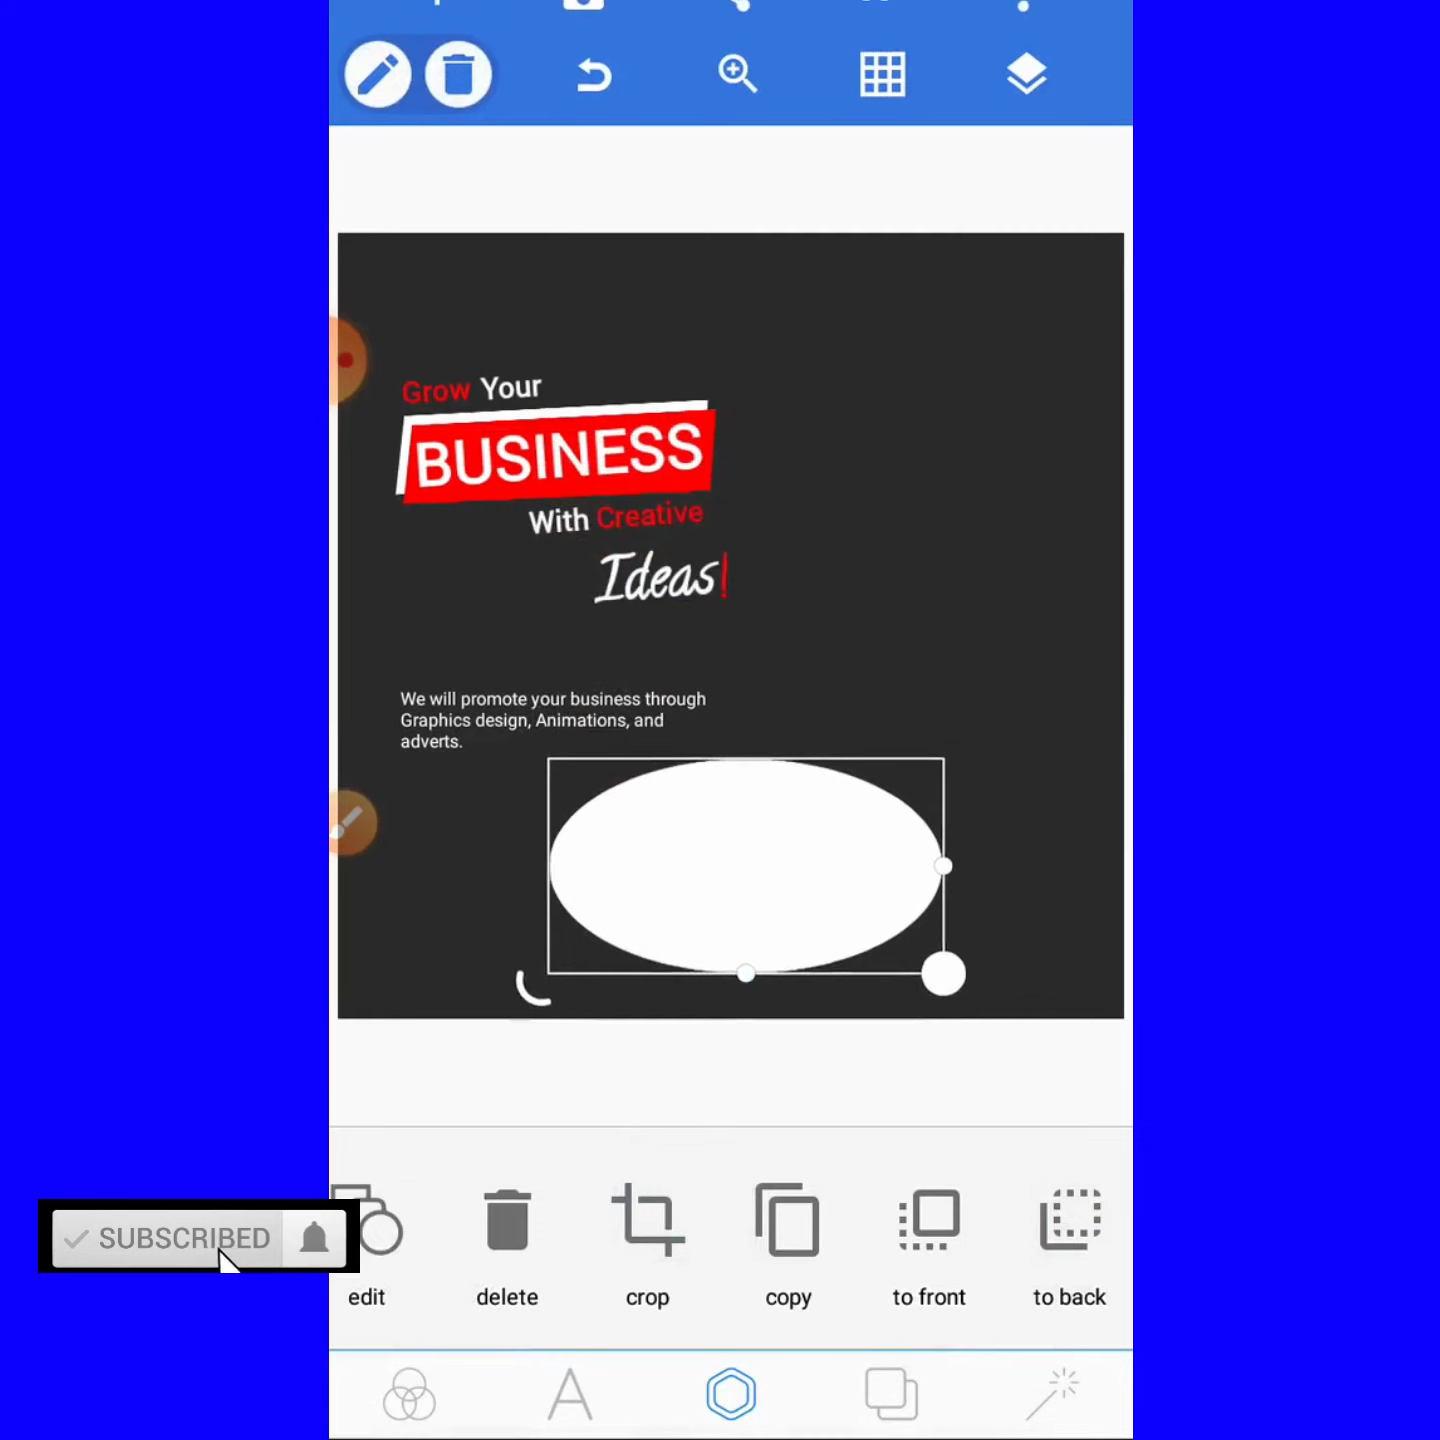 Grow Your
BUSINESS
With Creative
Ideas!
We will promote your business through
Graphics design, Animations, and
adverts.
SUBSCRIBED
edit
delete
crop
copy
to front
to back